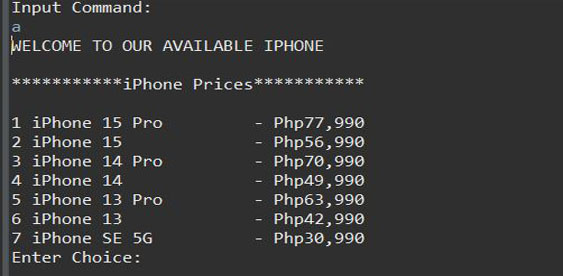 Input Command:
a
WELCOME TO OUR AVAILABLE IPHONE
***********iPhone Prices***********
1 iPhone 15 Pro - Php77,990
2 iPhone 15 - Php56,990
3 iPhone 14 Pro - Php70,990
4 iPhone 14 - Php49,990
5 iPhone 13 Pro - Php63,990
6 iPhone 13 - Php42,990
7 iPhone SE 5G - Php30,990
Enter Choice: